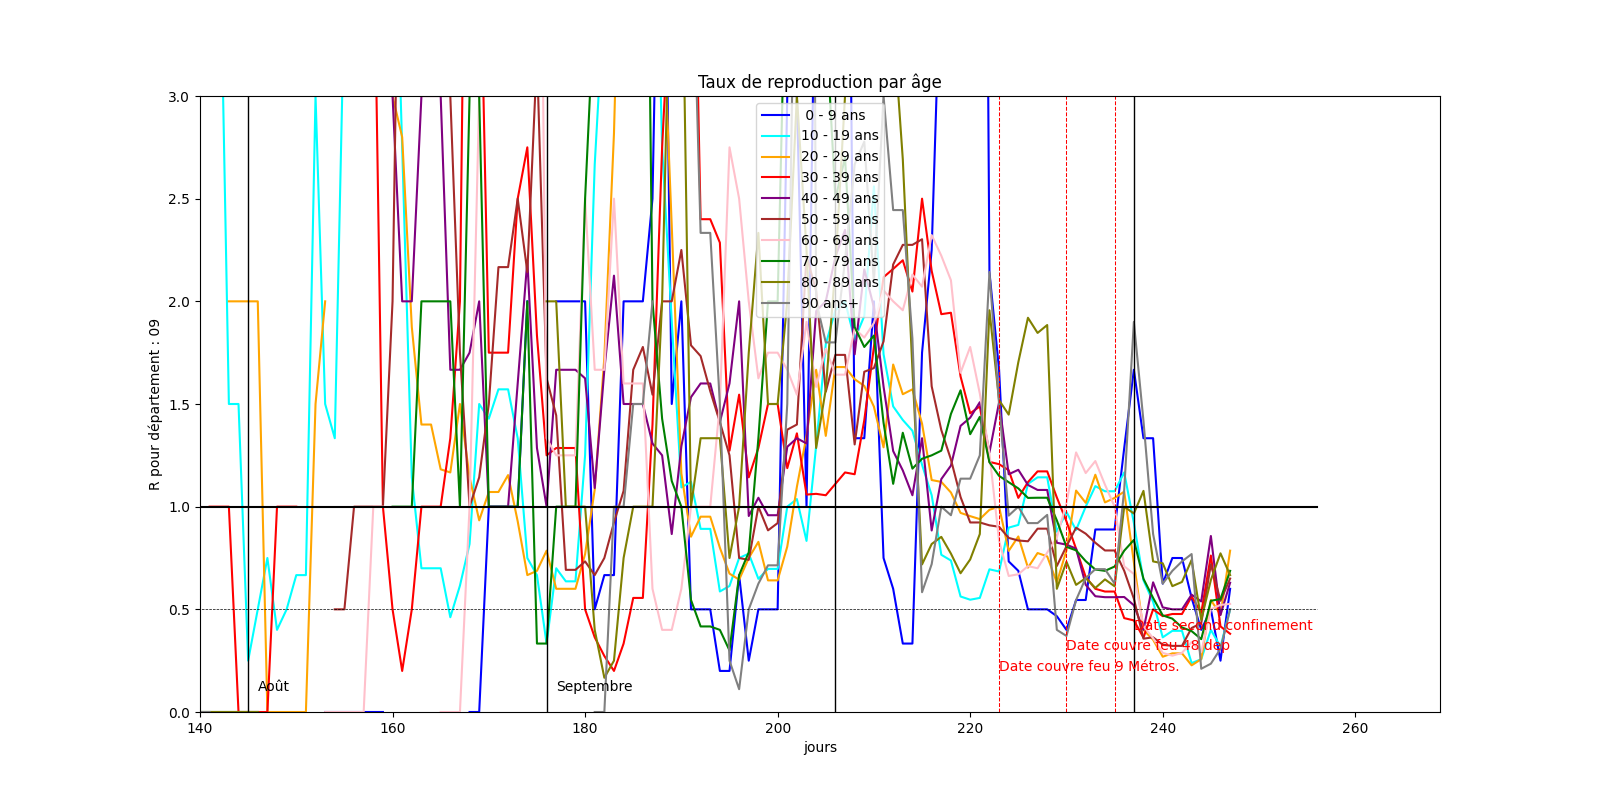 Taux de reproduction par âge
R pour département : 09
3.0
2.5
2.0
1.5
1.0
0.5
0.0
0 - 9 ans
10 - 19 ans
20 - 29 ans
30 - 39 ans
40 - 49 ans
50 - 59 ans
60 - 69 ans
70 - 79 ans
80 - 89 ans
90 ans+
Date second confinement
Date couvre feu 48 dep
Date couvre feu 9 Métros.
Août
Septembre
140
160
180
200
220
240
260
jours